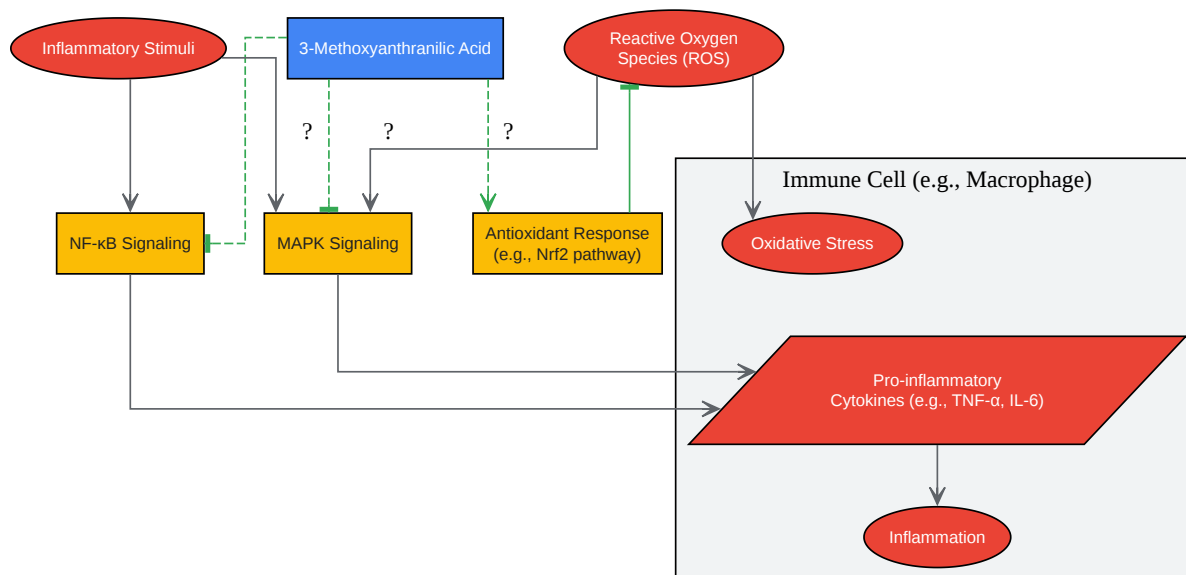 Inflammatory Stimuli
3-Methoxyanthranilic Acid
Reactive Oxygen
Species (ROS)
?
?
?
Immune Cell (e.g., Macrophage)
NF-κB Signaling
MAPK Signaling
Antioxidant Response
(e.g., Nrf2 pathway)
Oxidative Stress
Pro-inflammatory
Cytokines (e.g., TNF-α, IL-6)
Inflammation